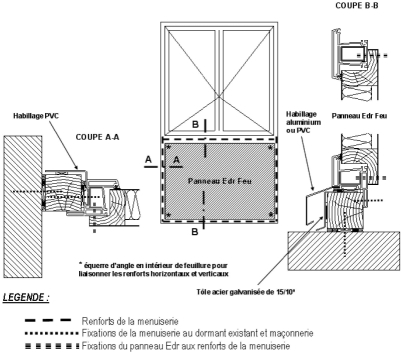 COUPE B-B
Habillage PVC
COUPE A-A
B
Habillage
aluminium
ou PVC
Panneau Edr Feu
A
A
Panneau Edr Feu
B
* équerre d'angle en intérieur de feuillure pour
liaisonner les renforts horizontaux et verticaux
Tôle acier galvanisée de 15/10°
LEGENDE :
Renforts de la menuiserie
Fixations de la menuiserie au dormant existant et maçonnerie
Fixations du panneau Edr aux renforts de la menuiserie